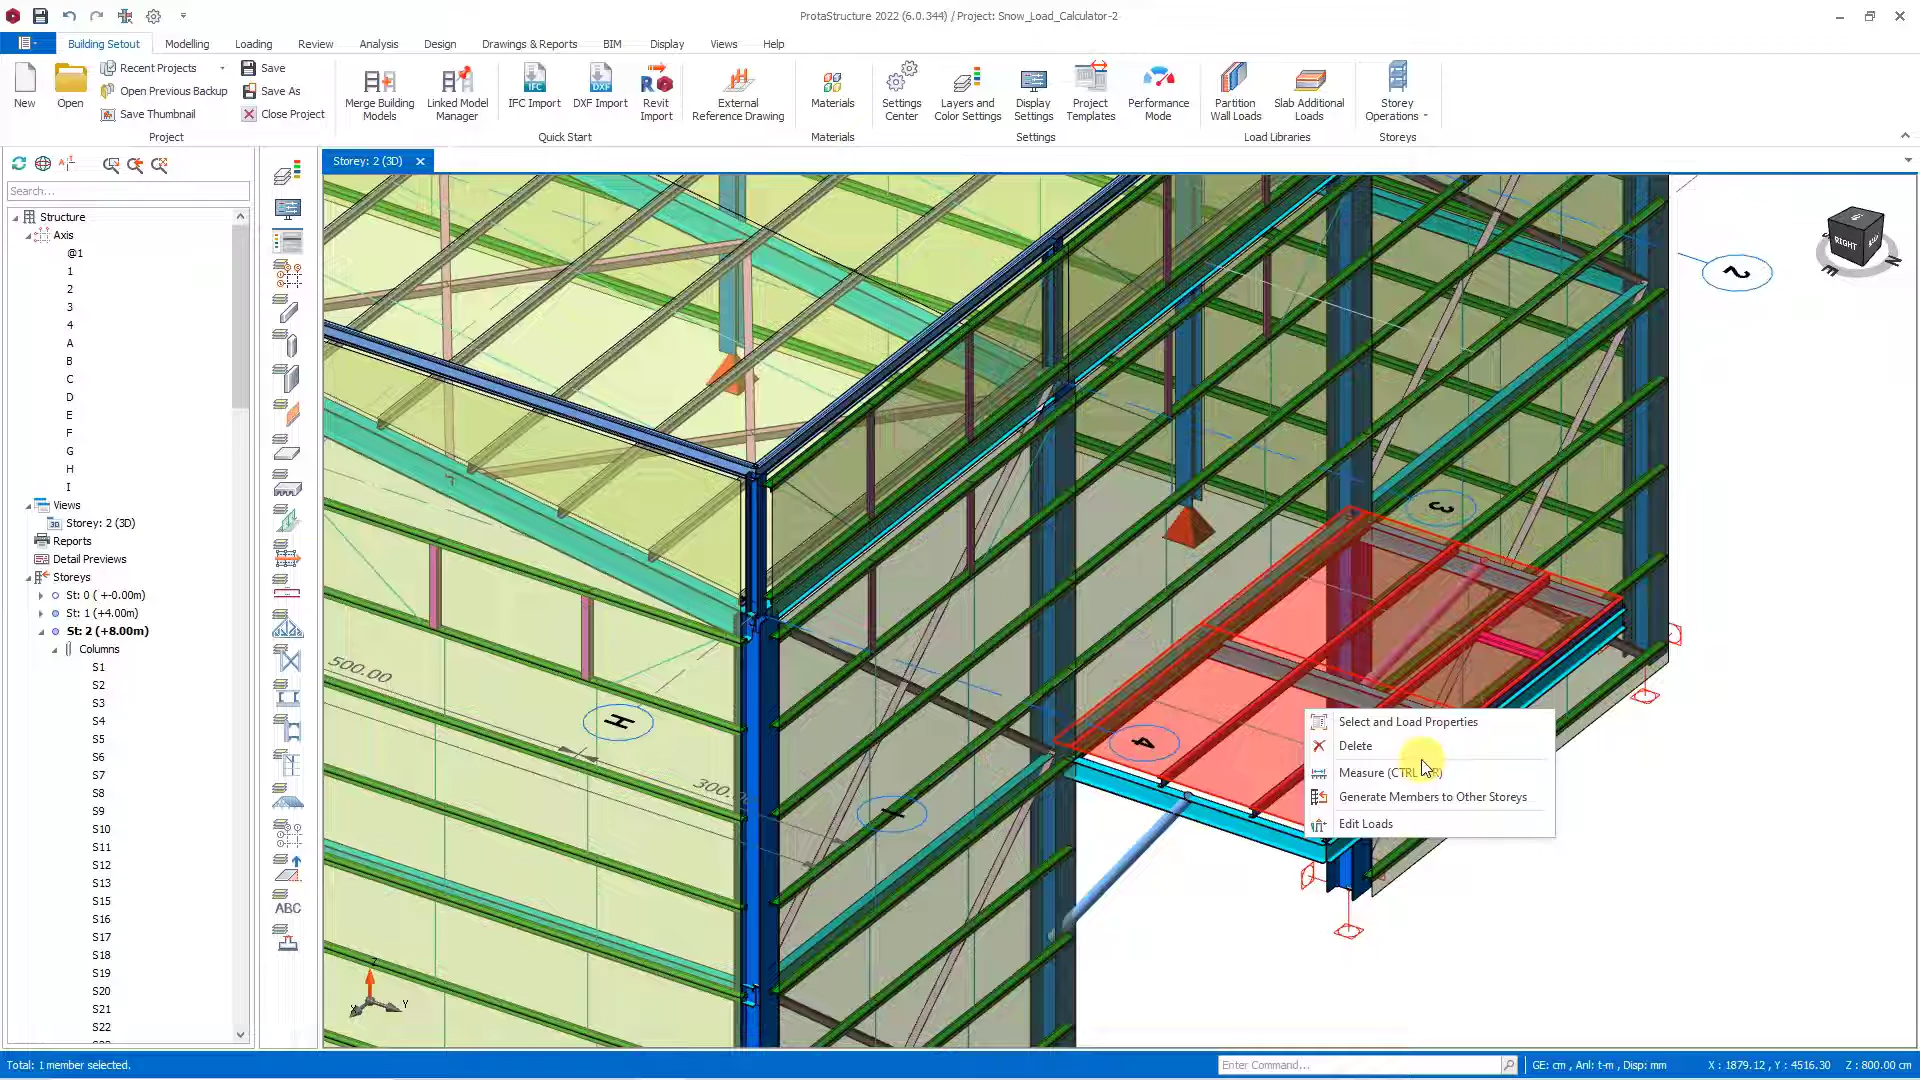 ProtaStructure 2022 (6.0.344) / Project: Snow_Load_Calculator-2
Building Setout Modelling Loading Review Analysis Design Drawings & Reports BIM Display Views Help
New
Open
Recent Projects
Open Previous Backup
Save Thumbnail
Save
Save As
Close Project
Project
Merge Building Models
Linked Model Manager
IFC Import
DXF Import
Revit Import
Quick Start
External Reference Drawing
Materials
Materials
Settings Center
Layers and Color Settings
Display Settings
Project Templates
Performance Mode
Settings
Partition Wall Loads
Slab Additional Loads
Load Libraries
Storey Operations
Storeys
Search...
Structure
Axis
@1
1
2
3
4
A
B
C
D
E
F
G
H
I
Views
Storey: 2 (3D)
Reports
Detail Previews
Storeys
St: 0 ( +-0.00m)
St: 1 (+4.00m)
St: 2 (+8.00m)
Columns
S1
S2
S3
S4
S5
S6
S7
S8
S9
S10
S11
S12
S13
S15
S16
S17
S18
S19
S20
S21
S22
ABC
Storey: 2 (3D)
RIGHT
2
3
4
H
I
500.00
300.0
Z
Y
X
Select and Load Properties
Delete
Measure (CTRL R)
Generate Members to Other Storeys
Edit Loads
Total: 1 member selected.
Enter Command...
GE: cm , Anl: t-m , Disp: mm
X : 1879.12 , Y : 4516.30 Z : 800.00 cm